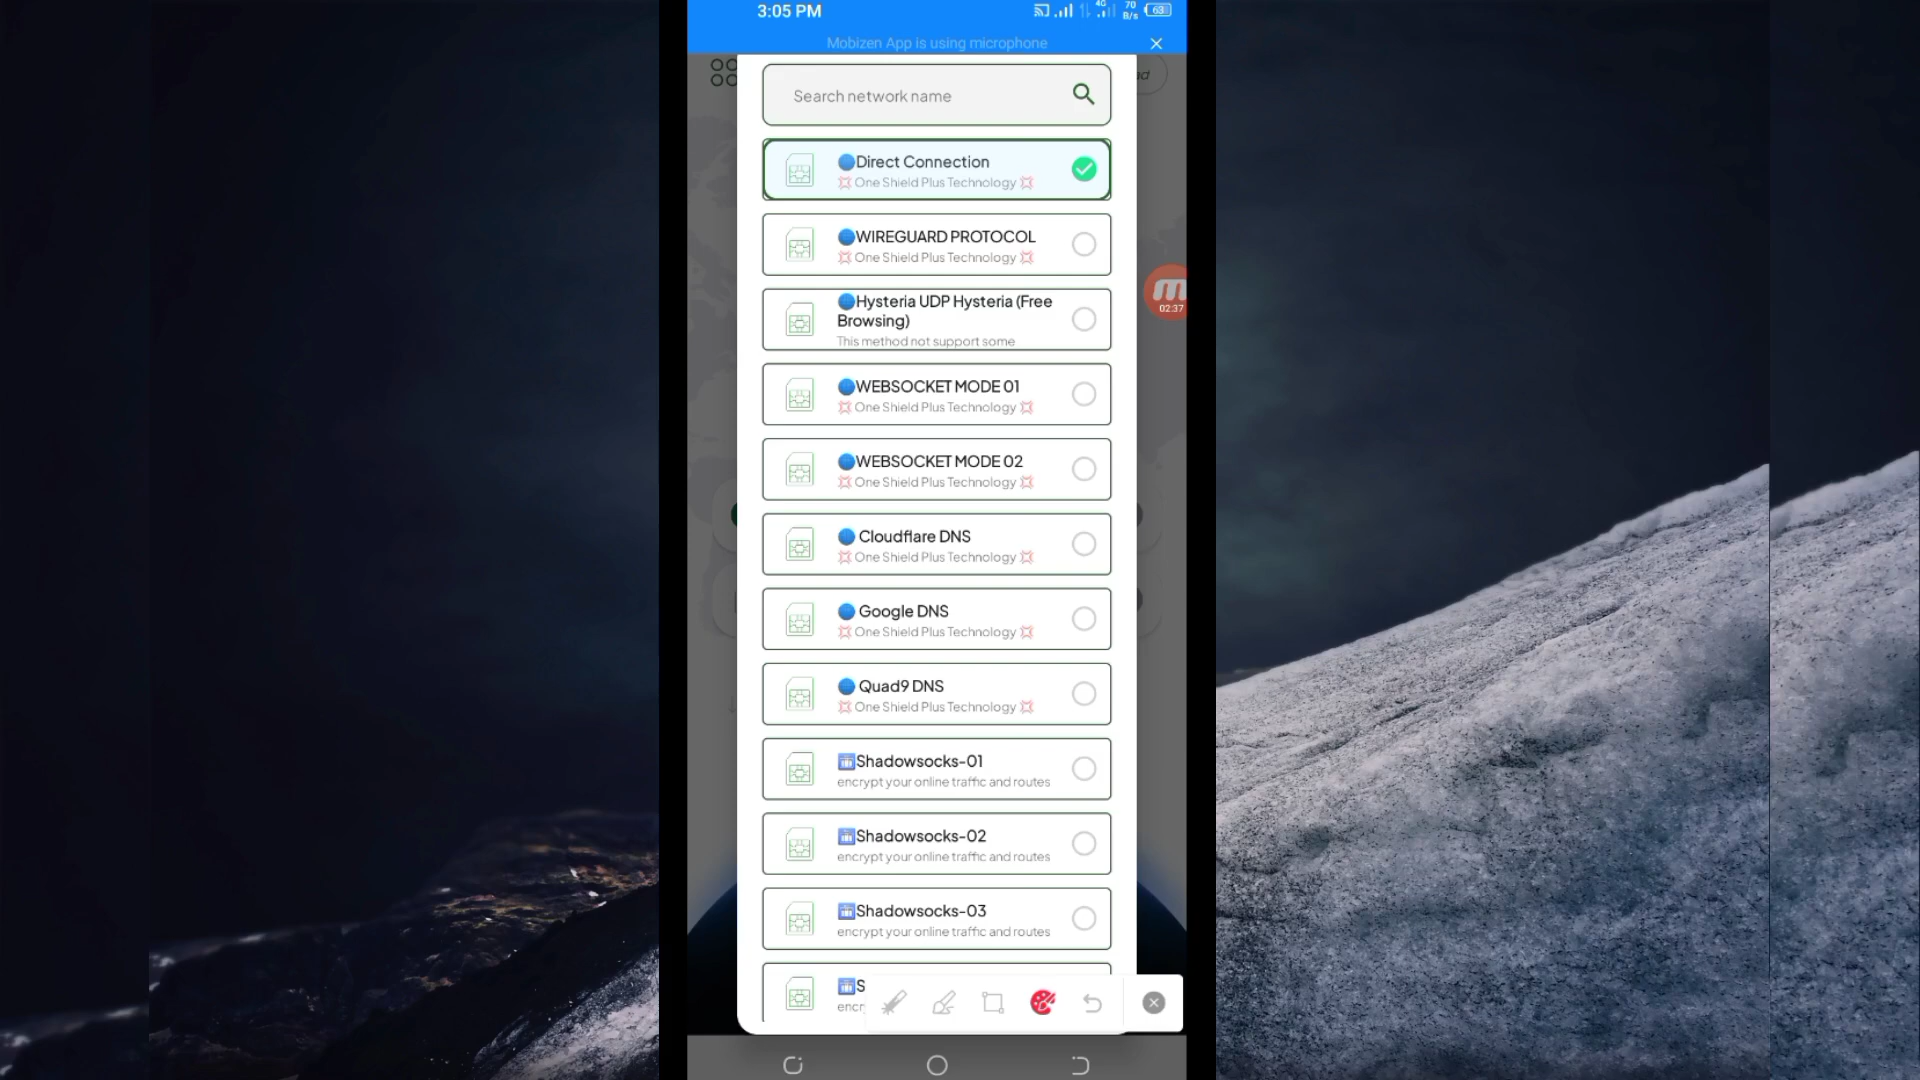 3:05 PM
4G
70
B/s
63
Mobizen App is using microphone
Search network name
Direct Connection
One Shield Plus Technology
WIREGUARD PROTOCOL
One Shield Plus Technology
02:37
Hysteria UDP Hysteria (Free
Browsing)
This method not support some
WEBSOCKET MODE 01
One Shield Plus Technology
WEBSOCKET MODE 02
One Shield Plus Technology
Cloudflare DNS
One Shield Plus Technology
Google DNS
One Shield Plus Technology
Quad9 DNS
One Shield Plus Technology
Shadowsocks-01
encrypt your online traffic and routes
Shadowsocks-02
encrypt your online traffic and routes
Shadowsocks-03
encrypt your online traffic and routes
S
encr